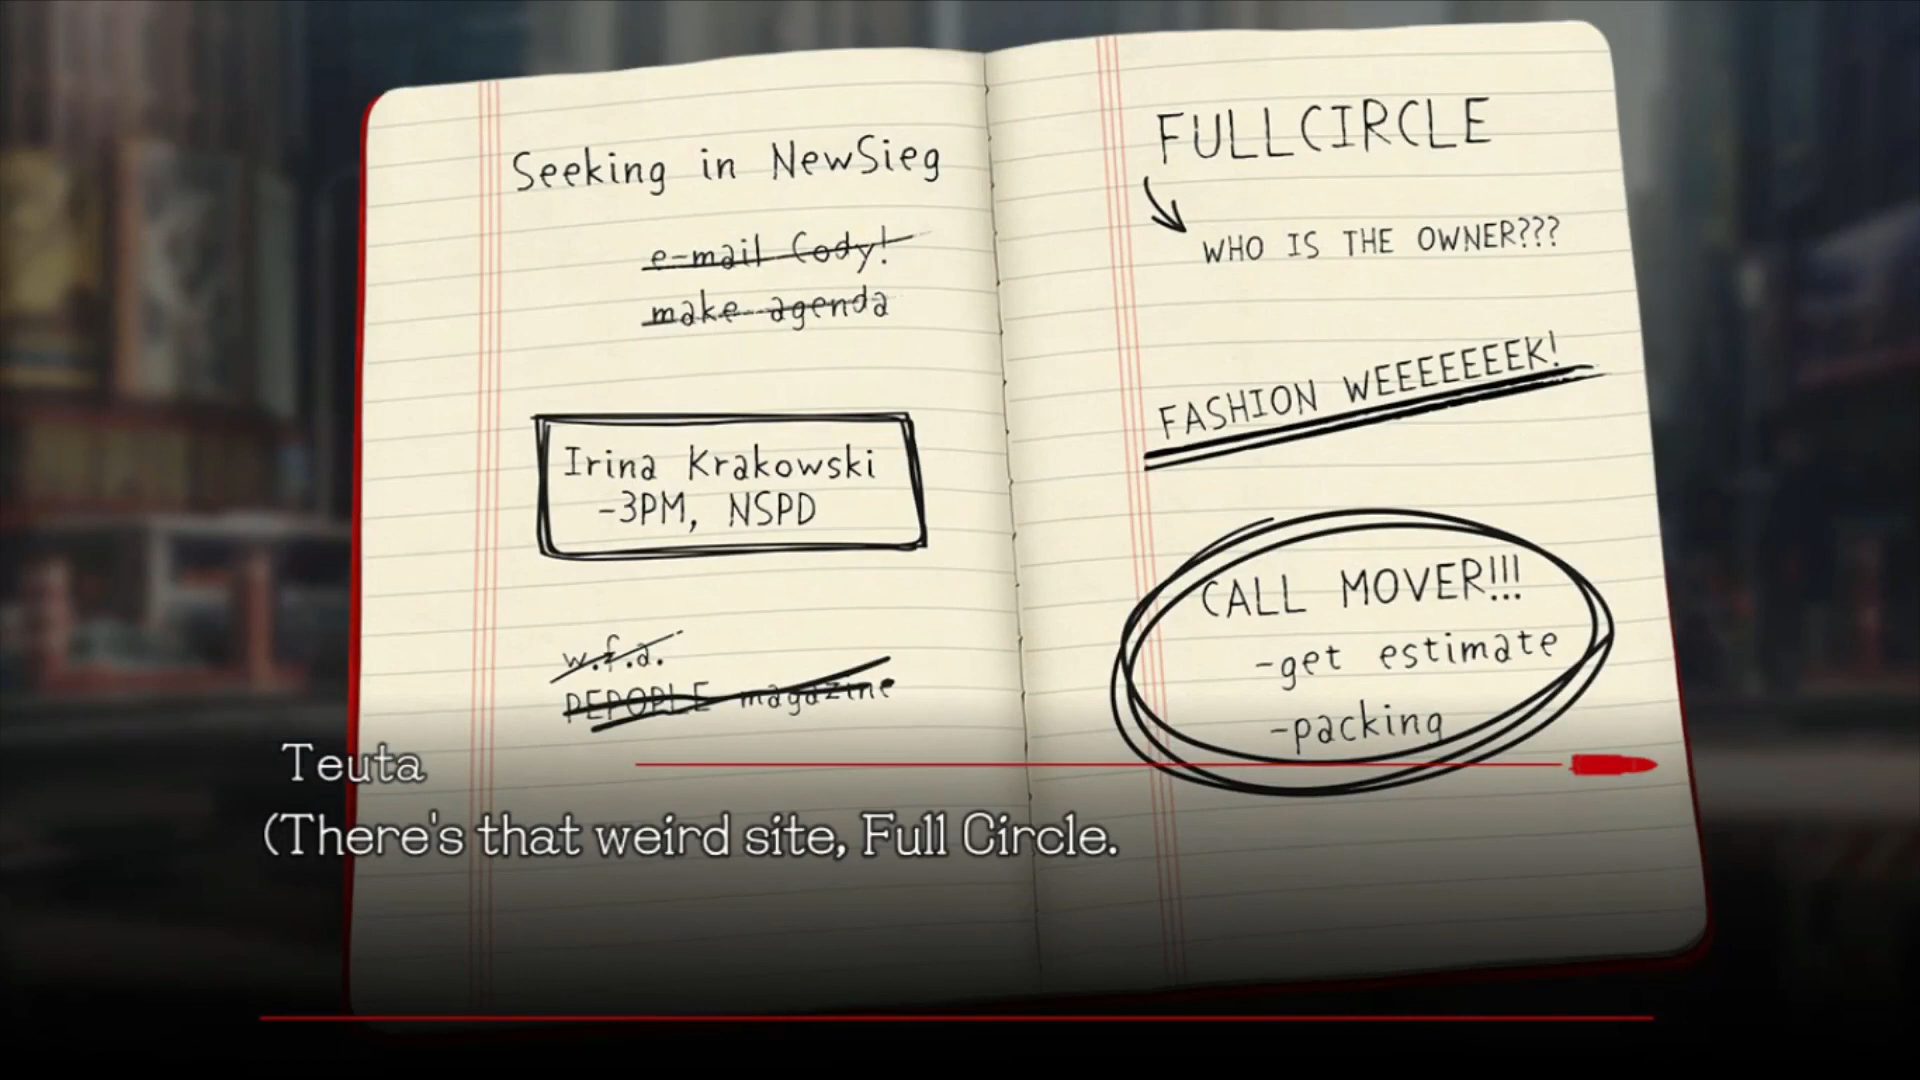 Seeking in NewSieg
e-mail Cody!
make agenda
Irina Krakowski
-3PM, NSPD
w.f.a.
PEPOPLE magazine
FULLCIRCLE
WHO IS THE OWNER???
FASHION WEEEEEEEK!
CALL MOVER!!!
-get estimate
-packing
Teuta
(There's that weird site, Full Circle.